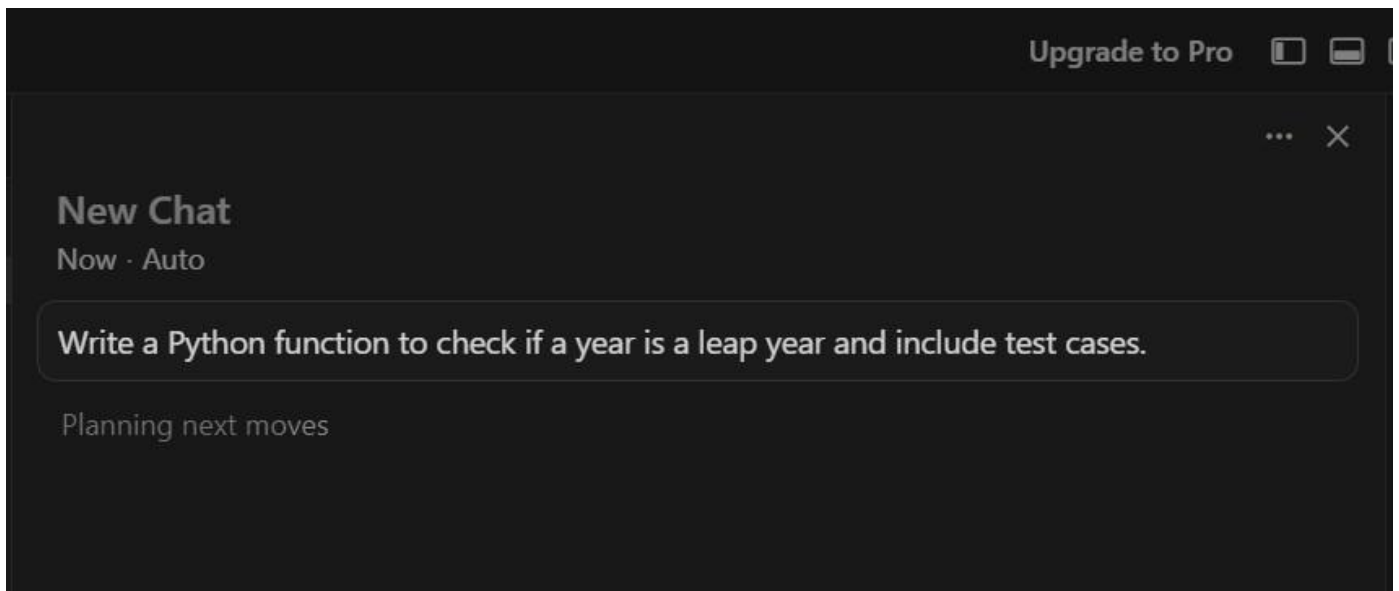 Upgrade to Pro
New Chat
Now · Auto
Write a Python function to check if a year is a leap year and include test cases.
Planning next moves